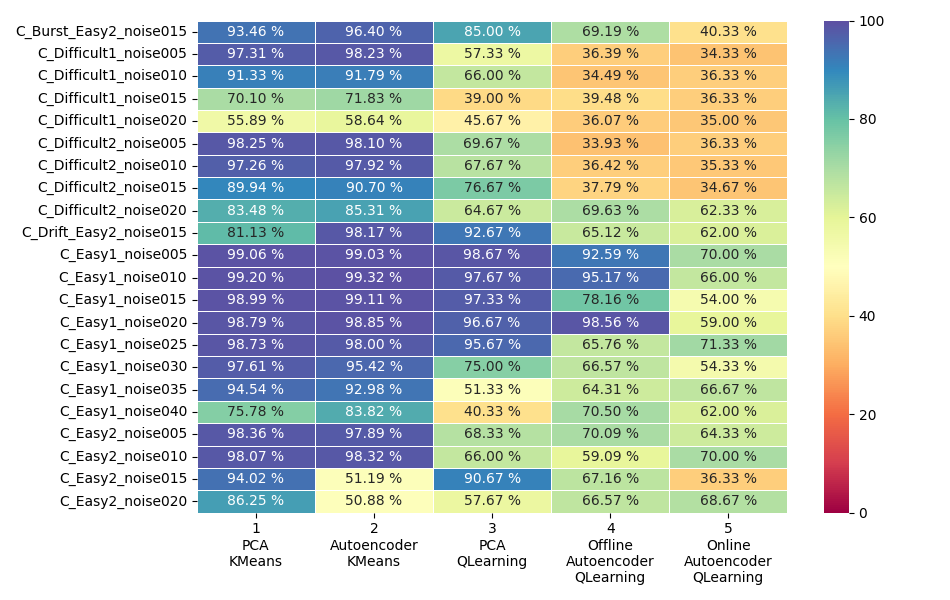 C_Burst_Easy2_noise015 93.46 % 96.40 % 85.00 % 69.19 % 40.33 %
C_Difficult1_noise005 97.31 % 98.23 % 57.33 % 36.39 % 34.33 %
C_Difficult1_noise010 91.33 % 91.79 % 66.00 % 34.49 % 36.33 %
C_Difficult1_noise015 70.10 % 71.83 % 39.00 % 39.48 % 36.33 %
C_Difficult1_noise020 55.89 % 58.64 % 45.67 % 36.07 % 35.00 %
C_Difficult2_noise005 98.25 % 98.10 % 69.67 % 33.93 % 36.33 %
C_Difficult2_noise010 97.26 % 97.92 % 67.67 % 36.42 % 35.33 %
C_Difficult2_noise015 89.94 % 90.70 % 76.67 % 37.79 % 34.67 %
C_Difficult2_noise020 83.48 % 85.31 % 64.67 % 69.63 % 62.33 %
C_Drift_Easy2_noise015 81.13 % 98.17 % 92.67 % 65.12 % 62.00 %
C_Easy1_noise005 99.06 % 99.03 % 98.67 % 92.59 % 70.00 %
C_Easy1_noise010 99.20 % 99.32 % 97.67 % 95.17 % 66.00 %
C_Easy1_noise015 98.99 % 99.11 % 97.33 % 78.16 % 54.00 %
C_Easy1_noise020 98.79 % 98.85 % 96.67 % 98.56 % 59.00 %
C_Easy1_noise025 98.73 % 98.00 % 95.67 % 65.76 % 71.33 %
C_Easy1_noise030 97.61 % 95.42 % 75.00 % 66.57 % 54.33 %
C_Easy1_noise035 94.54 % 92.98 % 51.33 % 64.31 % 66.67 %
C_Easy1_noise040 75.78 % 83.82 % 40.33 % 70.50 % 62.00 %
C_Easy2_noise005 98.36 % 97.89 % 68.33 % 70.09 % 64.33 %
C_Easy2_noise010 98.07 % 98.32 % 66.00 % 59.09 % 70.00 %
C_Easy2_noise015 94.02 % 51.19 % 90.67 % 67.16 % 36.33 %
C_Easy2_noise020 86.25 % 50.88 % 57.67 % 66.57 % 68.67 %
1 2 3 4 5
PCA Autoencoder PCA Offline Online
KMeans KMeans QLearning Autoencoder Autoencoder
QLearning QLearning
100
80
60
40
20
0